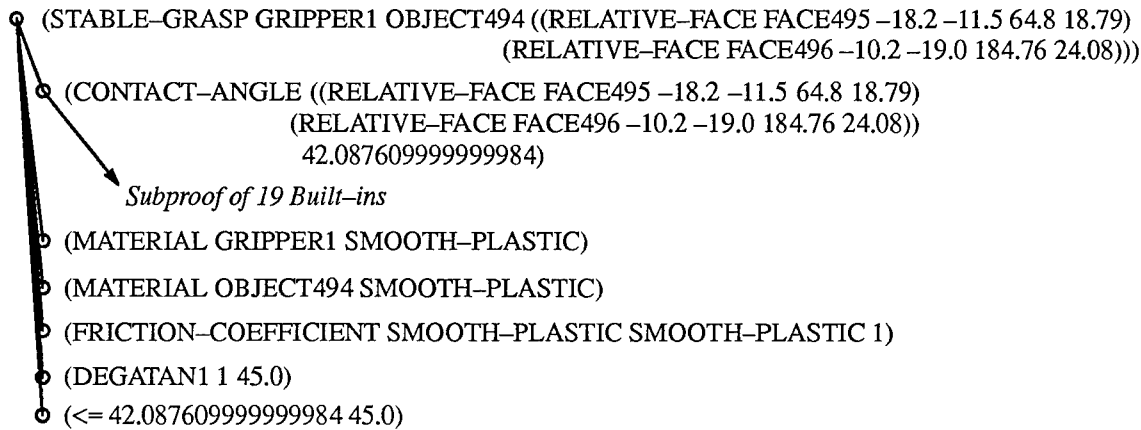 (STABLE–GRASP GRIPPER1 OBJECT494 ((RELATIVE–FACE FACE495 –18.2 –11.5 64.8 18.79)
(RELATIVE–FACE FACE496 –10.2 –19.0 184.76 24.08)))
(CONTACT–ANGLE ((RELATIVE–FACE FACE495 –18.2 –11.5 64.8 18.79)
(RELATIVE–FACE FACE496 –10.2 –19.0 184.76 24.08))
42.087609999999984)
Subproof of 19 Built–ins
(MATERIAL GRIPPER1 SMOOTH–PLASTIC)
(MATERIAL OBJECT494 SMOOTH–PLASTIC)
(FRICTION–COEFFICIENT SMOOTH–PLASTIC SMOOTH–PLASTIC 1)
(DEGATAN1 1 45.0)
(<= 42.087609999999984 45.0)